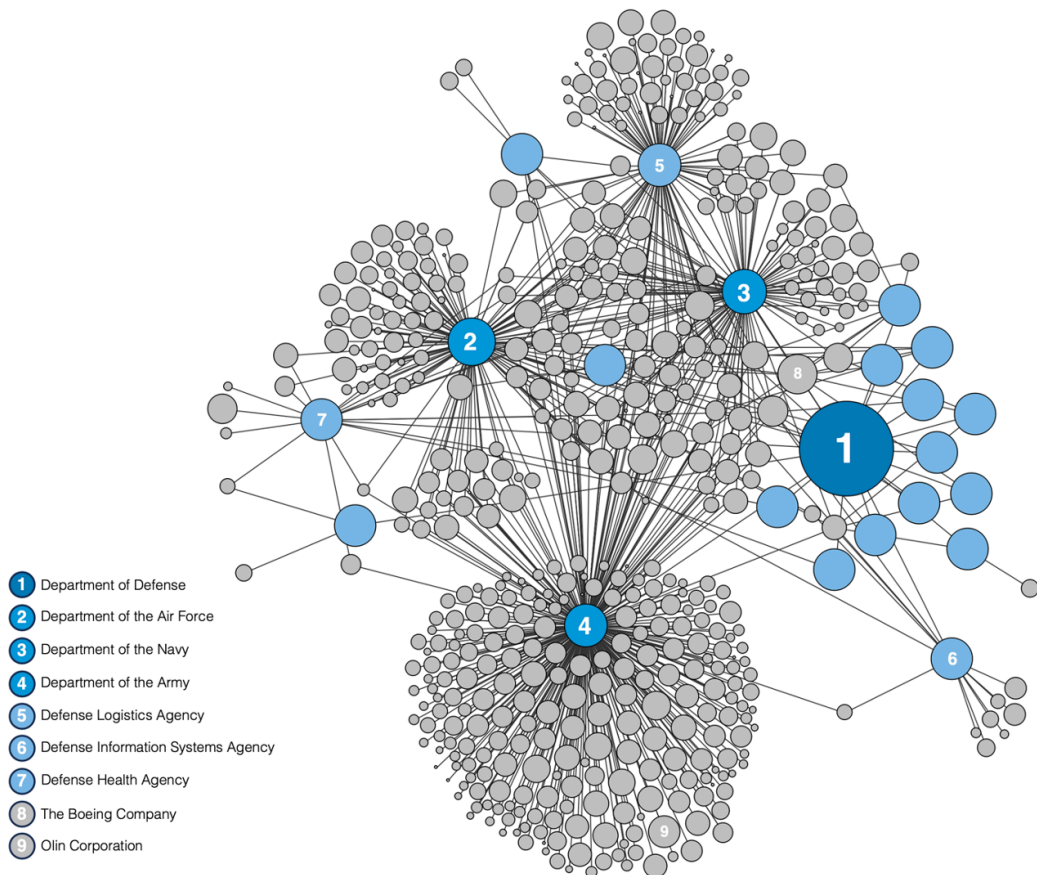 5
3
2
8
7
1
4
6
9
1 Department of Defense
2 Department of the Air Force
3 Department of the Navy
4 Department of the Army
5 Defense Logistics Agency
6 Defense Information Systems Agency
7 Defense Health Agency
8 The Boeing Company
9 Olin Corporation